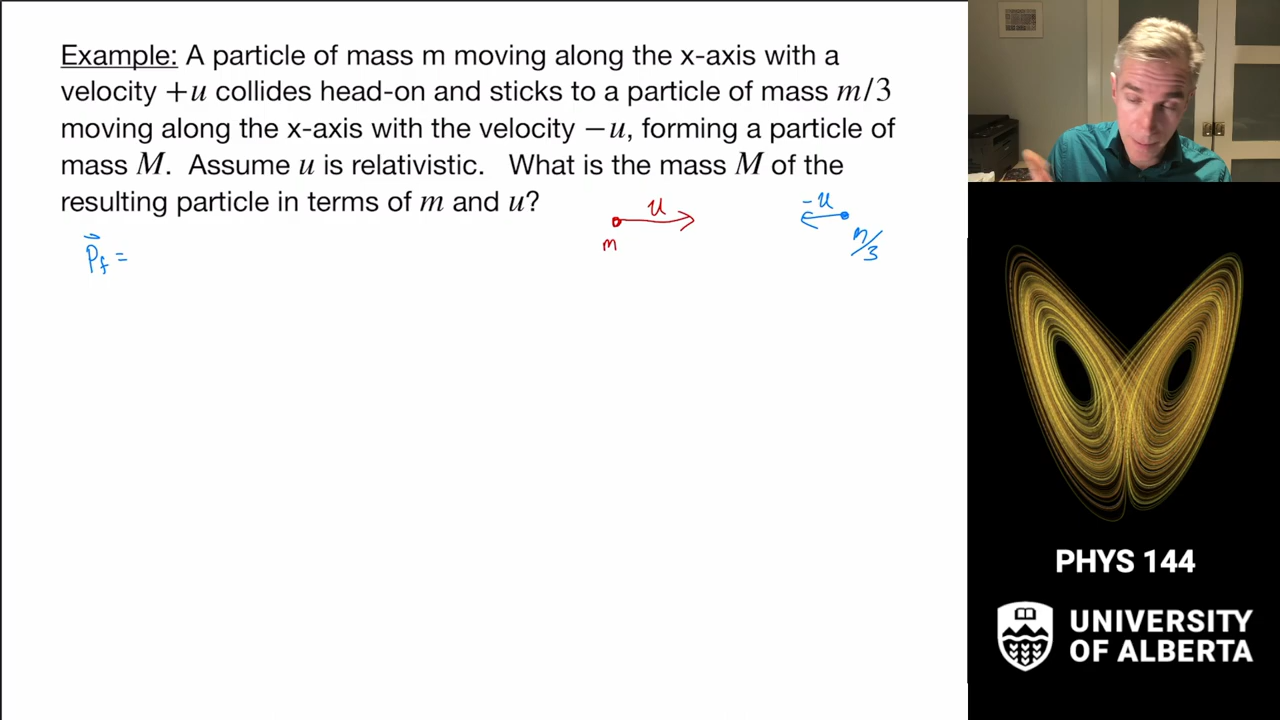 Example: A particle of mass m moving along the x-axis with a
velocity +u collides head-on and sticks to a particle of mass m/3
moving along the x-axis with the velocity −u, forming a particle of
mass M. Assume u is relativistic. What is the mass M of the
resulting particle in terms of m and u?
u
-u
m
m/3
P⃗f =
PHYS 144
UNIVERSITY
OF ALBERTA